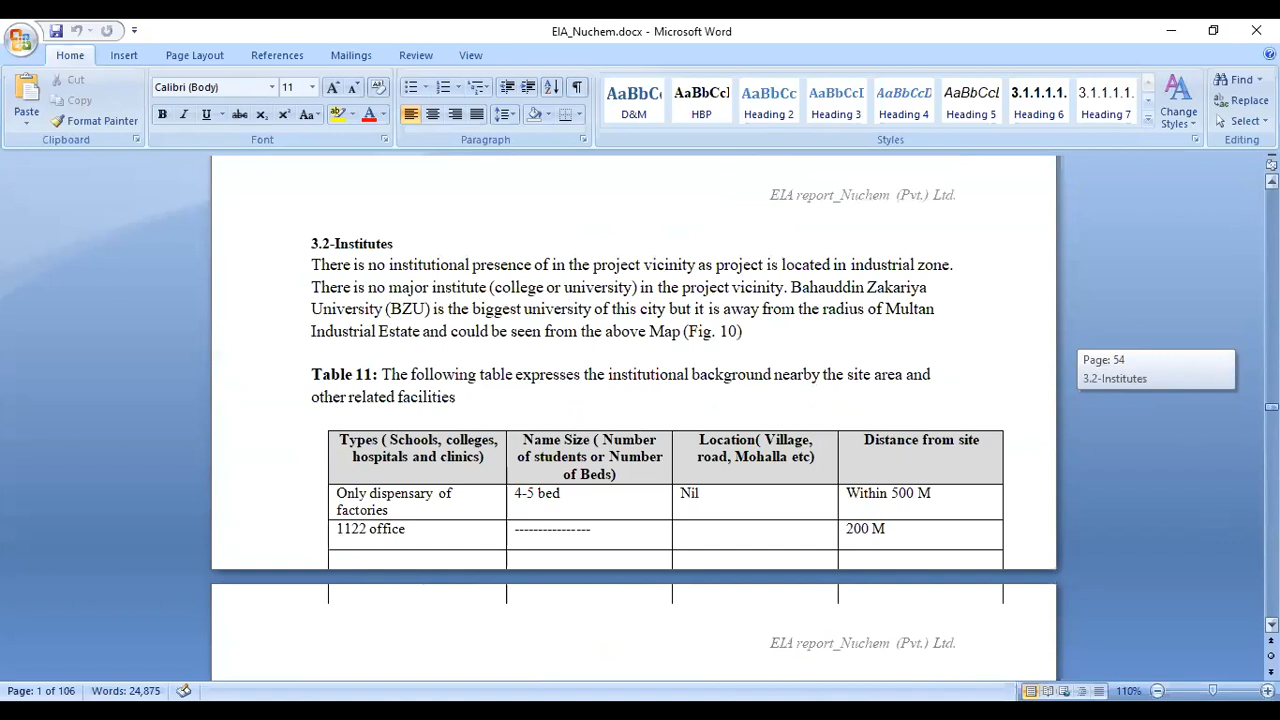 EIA_Nuchem.docx - Microsoft Word
Home Insert Page Layout References Mailings Review View
Paste
Cut
Copy
Format Painter
Clipboard
Calibri (Body) 11
Font
Paragraph
AaBbCc AaBbCcI AaBbCc AaBbCcI AaBbCcD AaBbCcL 3.1.1.1.1. 3.1.1.1.1.
D&M HBP Heading 2 Heading 3 Heading 4 Heading 5 Heading 6 Heading 7
Change Styles
Styles
Find
Replace
Select
Editing
EIA report_Nuchem (Pvt.) Ltd.
3.2-Institutes
There is no institutional presence of in the project vicinity as project is located in industrial zone.
There is no major institute (college or university) in the project vicinity. Bahauddin Zakariya
University (BZU) is the biggest university of this city but it is away from the radius of Multan
Industrial Estate and could be seen from the above Map (Fig. 10)
Table 11: The following table expresses the institutional background nearby the site area and
other related facilities
Types ( Schools, colleges, hospitals and clinics)
Name Size ( Number of students or Number of Beds)
Location( Village, road, Mohalla etc)
Distance from site
Only dispensary of factories
4-5 bed
Nil
Within 500 M
1122 office
----------------
200 M
Page: 54
3.2-Institutes
EIA report_Nuchem (Pvt.) Ltd.
Page: 1 of 106 Words: 24,875 110%